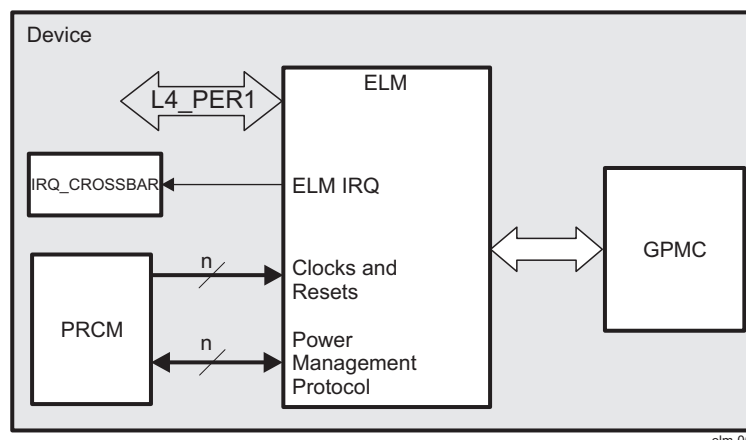 Device
ELM
L4_PER1
IRQ_CROSSBAR
ELM IRQ
n
Clocks and
Resets
GPMC
PRCM
n
Power
Management
Protocol